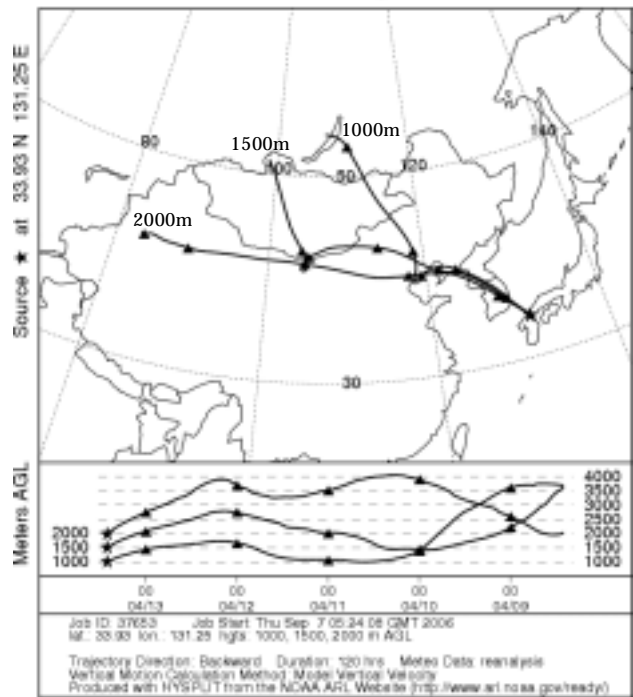 Source ★ at 33.93 N 131.25 E
80
140
1500m
1000m
100
50
120
2000m
30
Meters AGL
4000
3500
3000
2500
2000
1500
1000
2000
1500
1000
00 00 00 00 00
04/13 04/12 04/11 04/10 04/09
Job ID: 37653 Job Start: Thu Sep 7 05:24:08 GMT 2006
lat.: 33.93 lon.: 131.25 hgts: 1000, 1500, 2000 m AGL
Trajectory Direction: Backward Duration: 120 hrs Meteo Data: reanalysis
Vertical Motion Calculation Method: Model Vertical Velocity
Produced with HYSPLIT from the NOAA ARL Website (http://www.arl.noaa.gov/ready/)